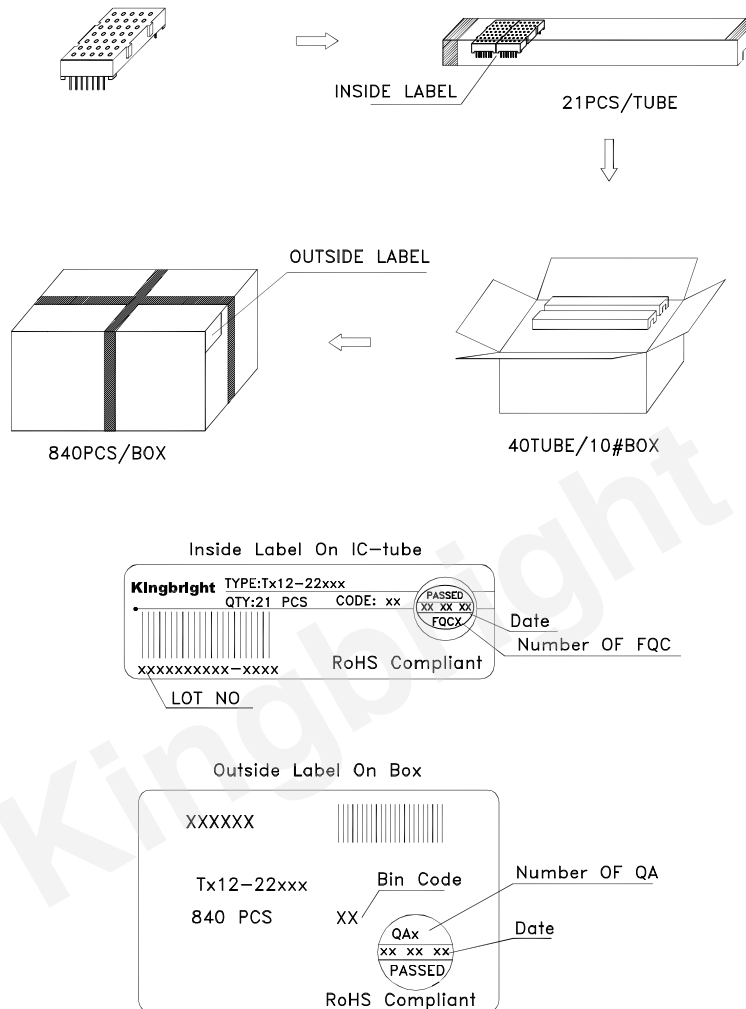 INSIDE LABEL
21PCS/TUBE
OUTSIDE LABEL
840PCS/BOX
40TUBE/10#BOX
Inside Label On IC-tube
Kingbright
TYPE:Tx12-22xxx
QTY:21 PCS CODE: xx
PASSED
XX XX XX
FQCX
Date
Number OF FQC
RoHS Compliant
xxxxxxxxxx-xxxx
LOT NO
Outside Label On Box
XXXXXX
Tx12-22xxx
Bin Code
Number OF QA
840 PCS
XX
QAx
xx xx xx
Date
PASSED
RoHS Compliant
Kingbright